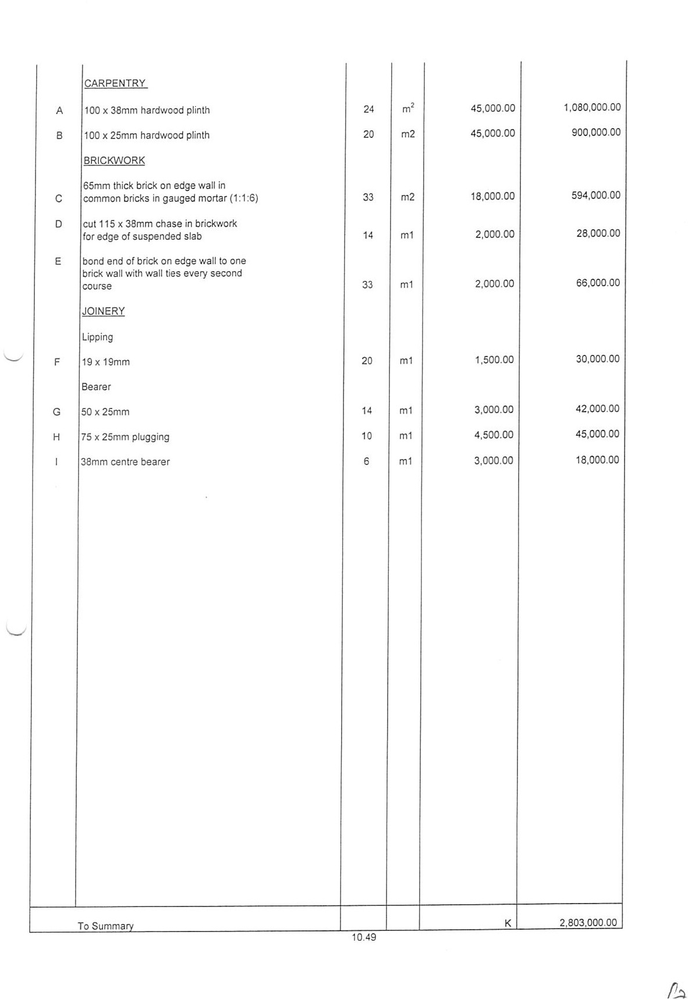 CARPENTRY
A 100 x 38mm hardwood plinth 24 m² 45,000.00 1,080,000.00
B 100 x 25mm hardwood plinth 20 m2 45,000.00 900,000.00
BRICKWORK
65mm thick brick on edge wall in
C common bricks in gauged mortar (1:1:6) 33 m2 18,000.00 594,000.00
D cut 115 x 38mm chase in brickwork
for edge of suspended slab 14 m1 2,000.00 28,000.00
E bond end of brick on edge wall to one
brick wall with wall ties every second
course 33 m1 2,000.00 66,000.00
JOINERY
Lipping
F 19 x 19mm 20 m1 1,500.00 30,000.00
Bearer
G 50 x 25mm 14 m1 3,000.00 42,000.00
H 75 x 25mm plugging 10 m1 4,500.00 45,000.00
I 38mm centre bearer 6 m1 3,000.00 18,000.00
To Summary K 2,803,000.00
10.49